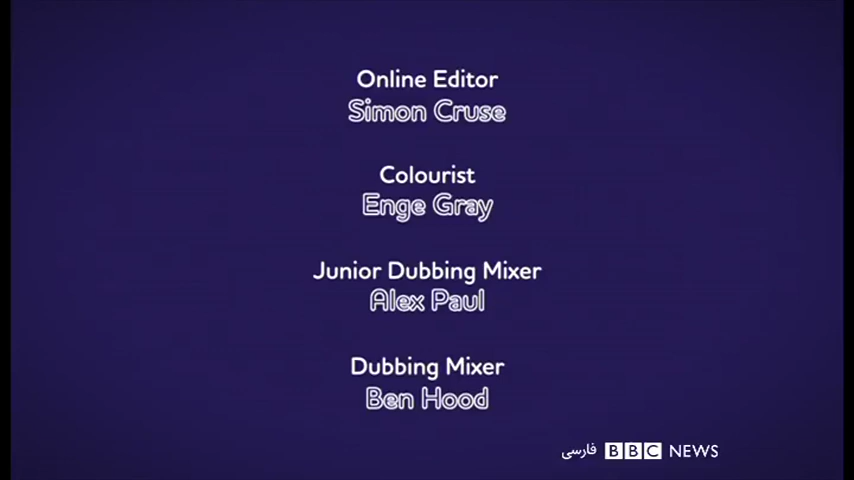 Online Editor
Simon Cruse
Colourist
Enge Gray
Junior Dubbing Mixer
Alex Paul
Dubbing Mixer
Ben Hood
BBC NEWS فارسی